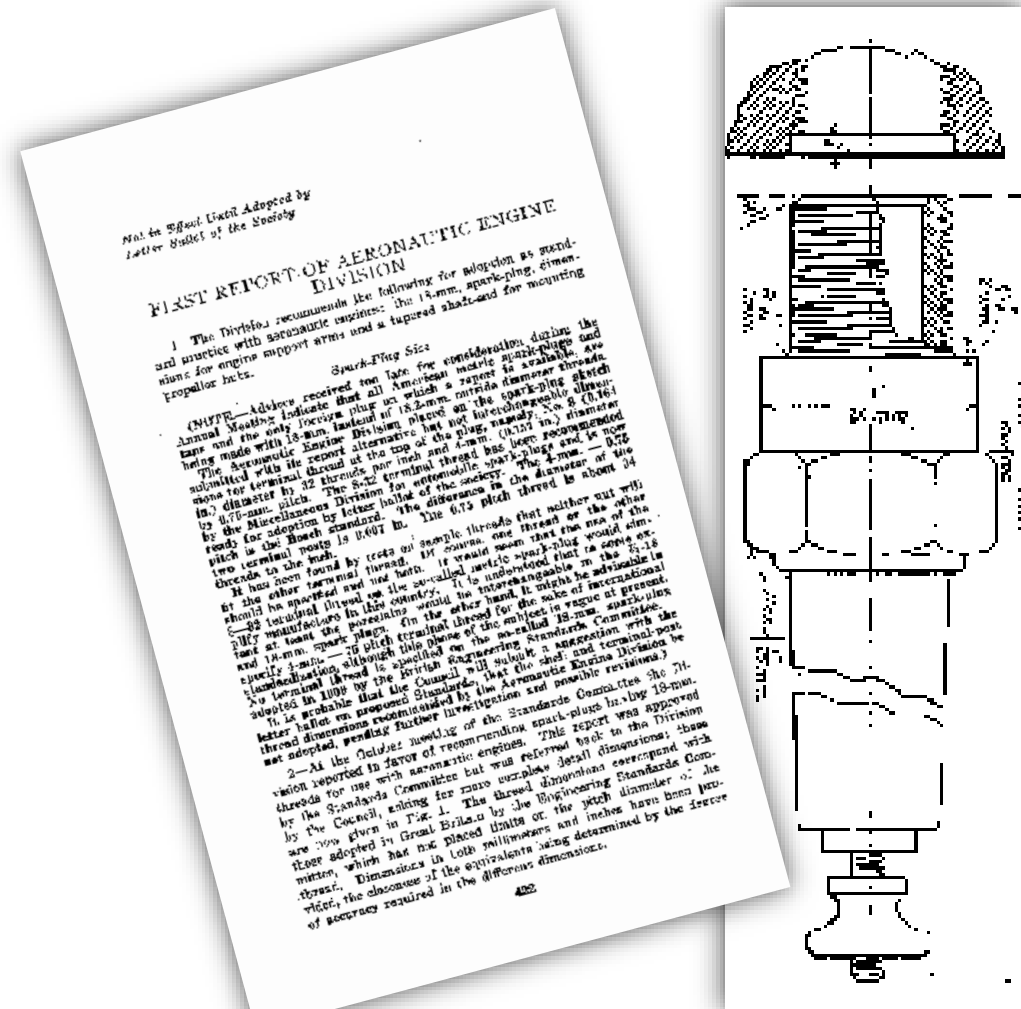 Not in Effect Until Adopted by
Letter Ballot of the Society
FIRST REPORT OF AERONAUTIC ENGINE
DIVISION
1 The Division recommends the following for adoption as stand-
ard practice with aeronautic engines: the 18-mm. spark-plug, dimen-
sions for engine support arms and a tapered shaft-end for mounting
propellor hubs.
Spark-Plug Size
(NOTE.—Advices received too late for consideration during the
Annual Meeting indicate that all American metric spark-plugs and
taps and the only foreign plug on which a report is available, are
being made with 18-mm. instead of 18.2-mm. outside diameter threads.
The Aeronautic Engine Division placed on the spark-plug sketch
submitted with its report alternative but not interchangeable dimen-
sions for terminal thread at the top of the plug, namely: No. 8 (0.164
in.) diameter by 32 threads per inch and 4-mm. (0.157 in.) diameter
by 0.75-mm. pitch. The 8-32 terminal thread has been recommended
by the Miscellaneous Division for automobile spark-plugs and is now
ready for adoption by letter ballot of the society. The 4-mm. — 0.75
pitch is the Bosch standard. The difference in the diameter of the
two terminal posts is 0.007 in. The 0.75 pitch thread is about 34
threads to the inch.
It has been found by tests on sample threads that neither nut will
fit the other terminal thread. Of course, one thread or the other
should be specified and not both. It would seem that the use of the
8—32 terminal thread on the so-called metric spark-plug would sim-
plify manufacture in this country. It is understood that to some ex-
tent at least the porcelains would be interchangeable in the ⅞-18
and 18-mm. spark plugs. On the other hand, it might be advisable to
specify 4-mm.—.75 pitch terminal thread for the sake of international
standardization although this phase of the subject is vague at present.
No terminal thread is specified on the so-called 18-mm. spark-plug
adopted in by the British Engineering Standards Committee.
It is probable that the Council will submit a suggestion with the
letter ballot on proposed Standards, that the shell and terminal-post
thread dimensions recommended by the Aeronautic Engine Division be
not adopted, pending further investigation and possible revisions.)
2—At the October meeting of the Standards Committee the Di-
vision reported in favor of recommending spark-plugs having 18-mm.
threads for use with aeronautic engines. This report was approved
by the Standards Committee but was referred back to the Division
by the Council, asking for more complete detail dimensions; these
are now given in Fig. 1. The thread dimensions correspond with
those adopted in Great Britain by the Engineering Standards Com-
mittee, which has not placed limits on the pitch diameter of the
thread. Dimensions in both millimeters and inches have been pro-
vided, the closeness of the equivalents being determined by the degree
of accuracy required in the different dimensions.
422